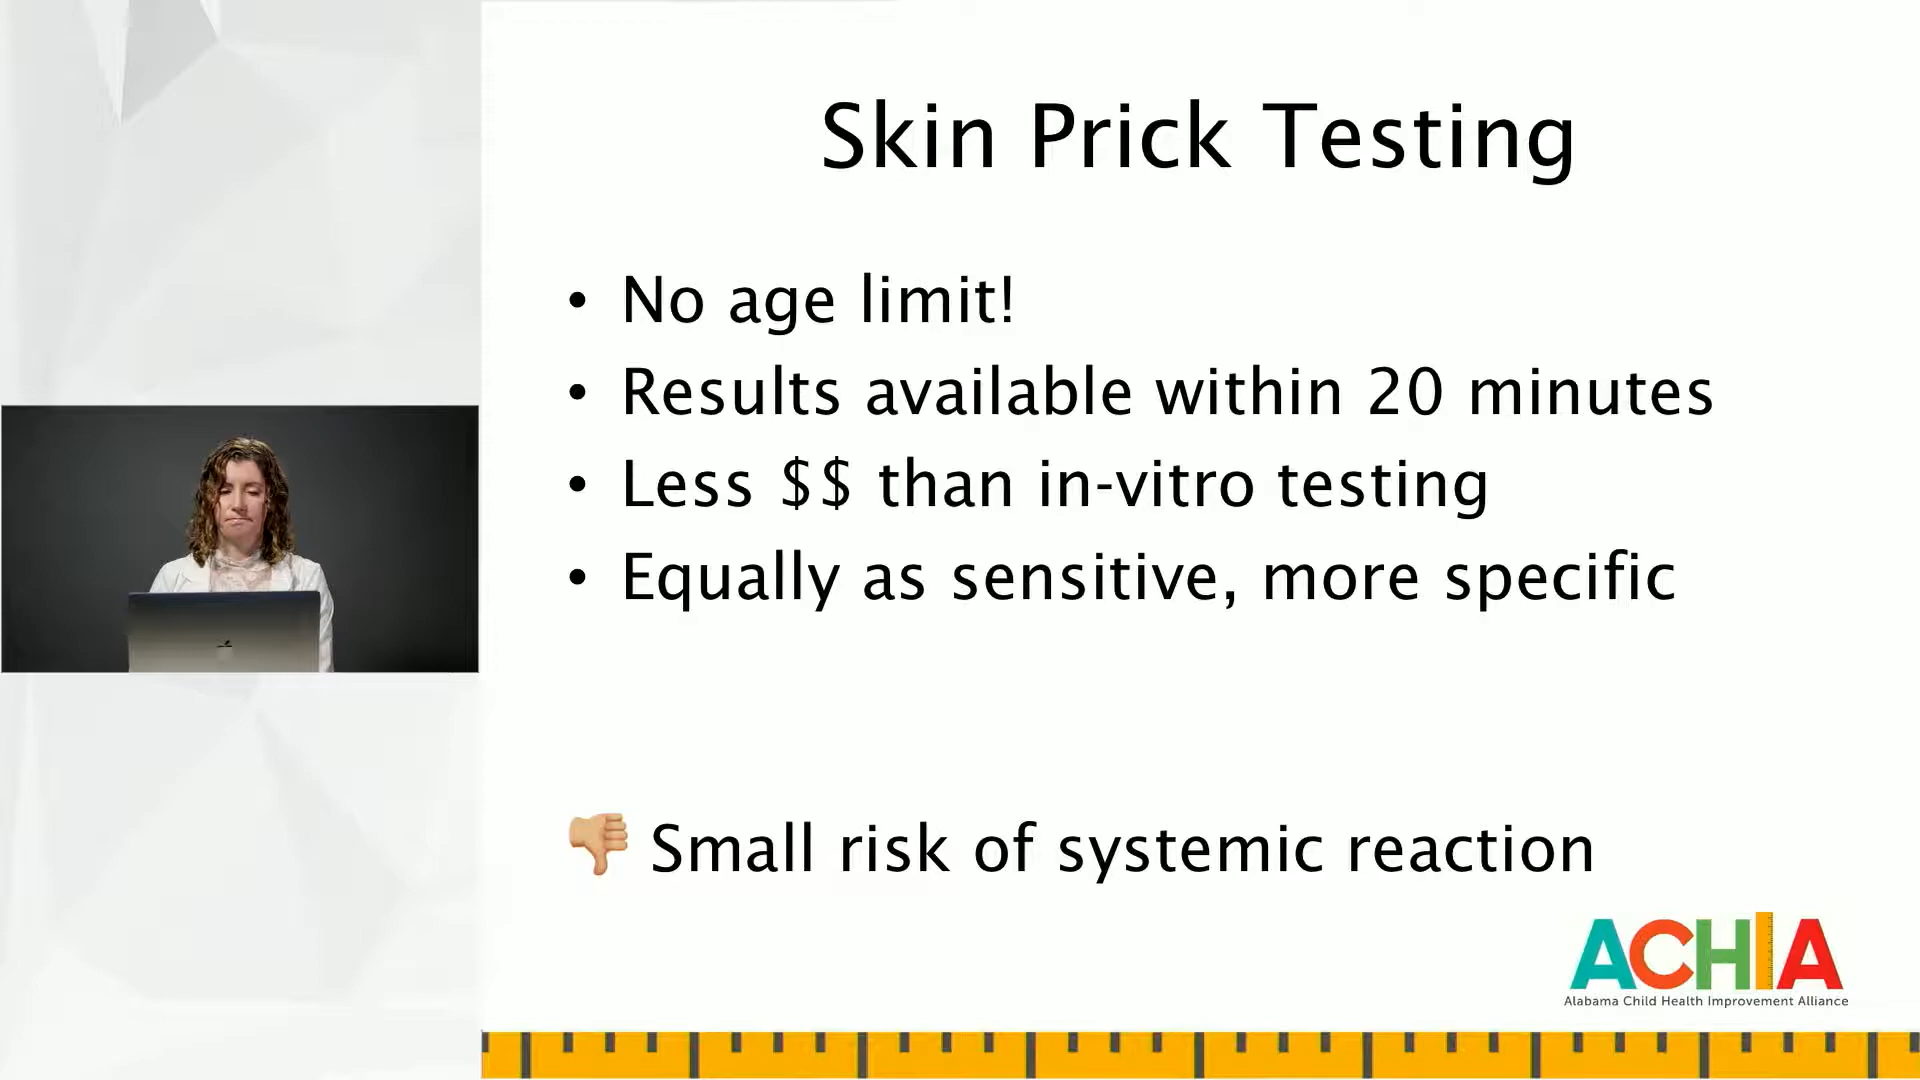 Skin Prick Testing
• No age limit!
• Results available within 20 minutes
• Less $$ than in-vitro testing
• Equally as sensitive, more specific
👎🏼 Small risk of systemic reaction
ACHIA
Alabama Child Health Improvement Alliance